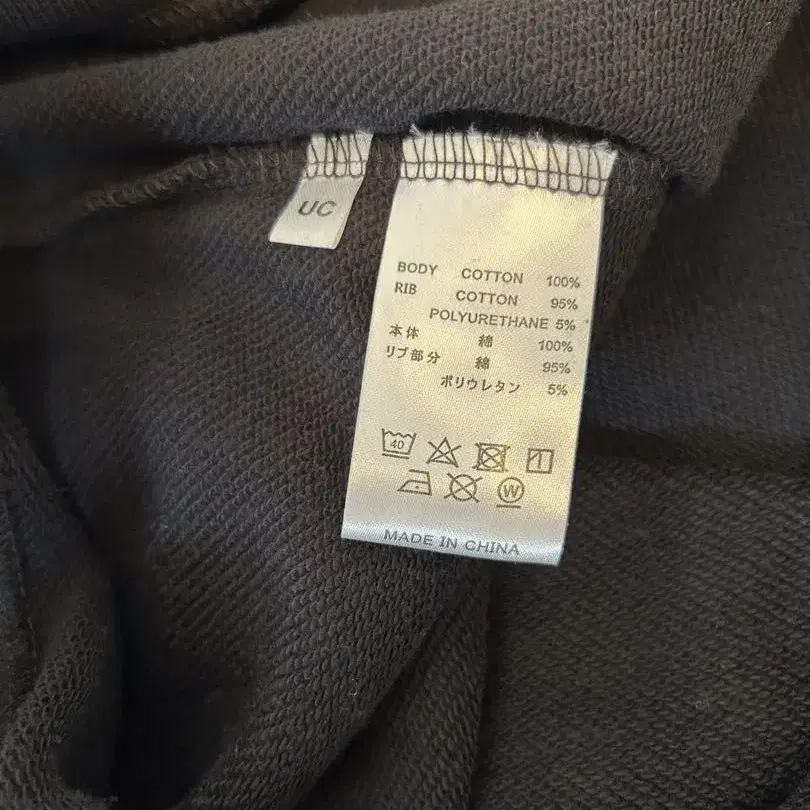 UC
BODY COTTON 100%
RIB COTTON 95%
POLYURETHANE 5%
本体 綿 100%
リブ部分 綿 95%
ポリウレタン 5%
40
W
MADE IN CHINA